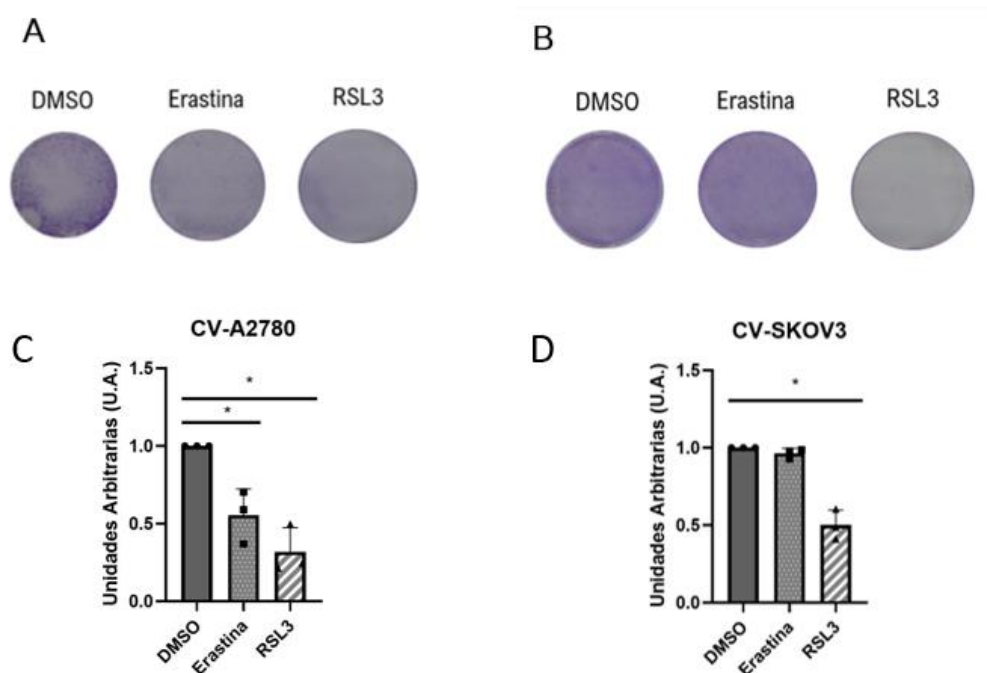 A
DMSO Erastina RSL3
B
DMSO Erastina RSL3
C
CV-A2780
Unidades Arbitrarias (U.A.)
1.5
1.0
0.5
0.0
*
*
DMSO Erastina RSL3
D
CV-SKOV3
Unidades Arbitrarias (U.A.)
1.5
1.0
0.5
0.0
*
DMSO Erastina RSL3